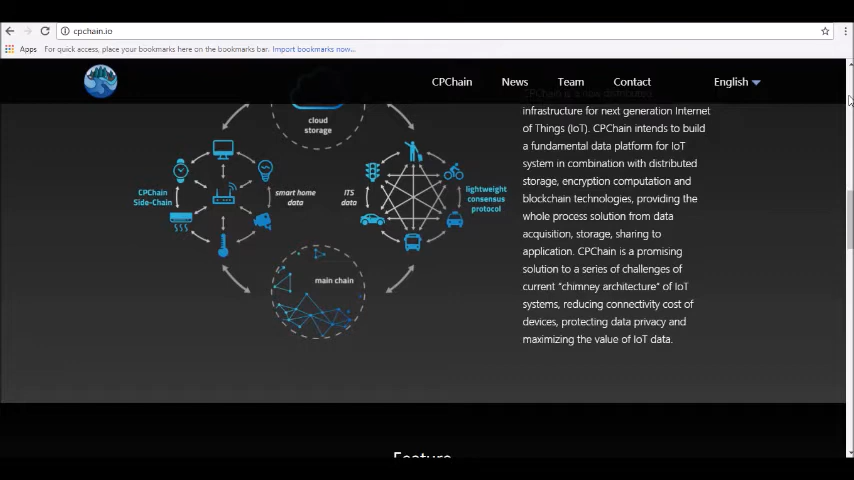 cpchain.io
Apps For quick access, place your bookmarks here on the bookmarks bar. Import bookmarks now...
CPChain News Team Contact English
cloud
storage
CPChain
Side-Chain
smart home
data
ITS
data
lightweight
consensus
protocol
main chain
CPChain is a new distributed
infrastructure for next generation Internet
of Things (IoT). CPChain intends to build
a fundamental data platform for IoT
system in combination with distributed
storage, encryption computation and
blockchain technologies, providing the
whole process solution from data
acquisition, storage, sharing to
application. CPChain is a promising
solution to a series of challenges of
current “chimney architecture” of IoT
systems, reducing connectivity cost of
devices, protecting data privacy and
maximizing the value of IoT data.
Feature